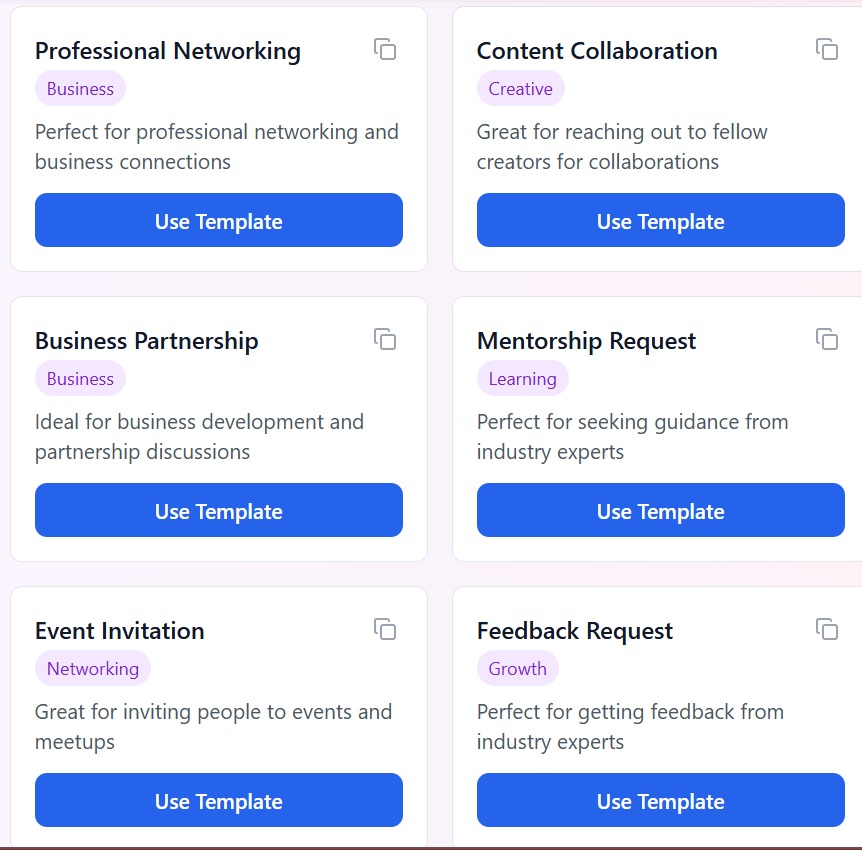 Professional Networking
Business
Perfect for professional networking and
business connections
Use Template
Content Collaboration
Creative
Great for reaching out to fellow
creators for collaborations
Use Template
Business Partnership
Business
Ideal for business development and
partnership discussions
Use Template
Mentorship Request
Learning
Perfect for seeking guidance from
industry experts
Use Template
Event Invitation
Networking
Great for inviting people to events and
meetups
Use Template
Feedback Request
Growth
Perfect for getting feedback from
industry experts
Use Template